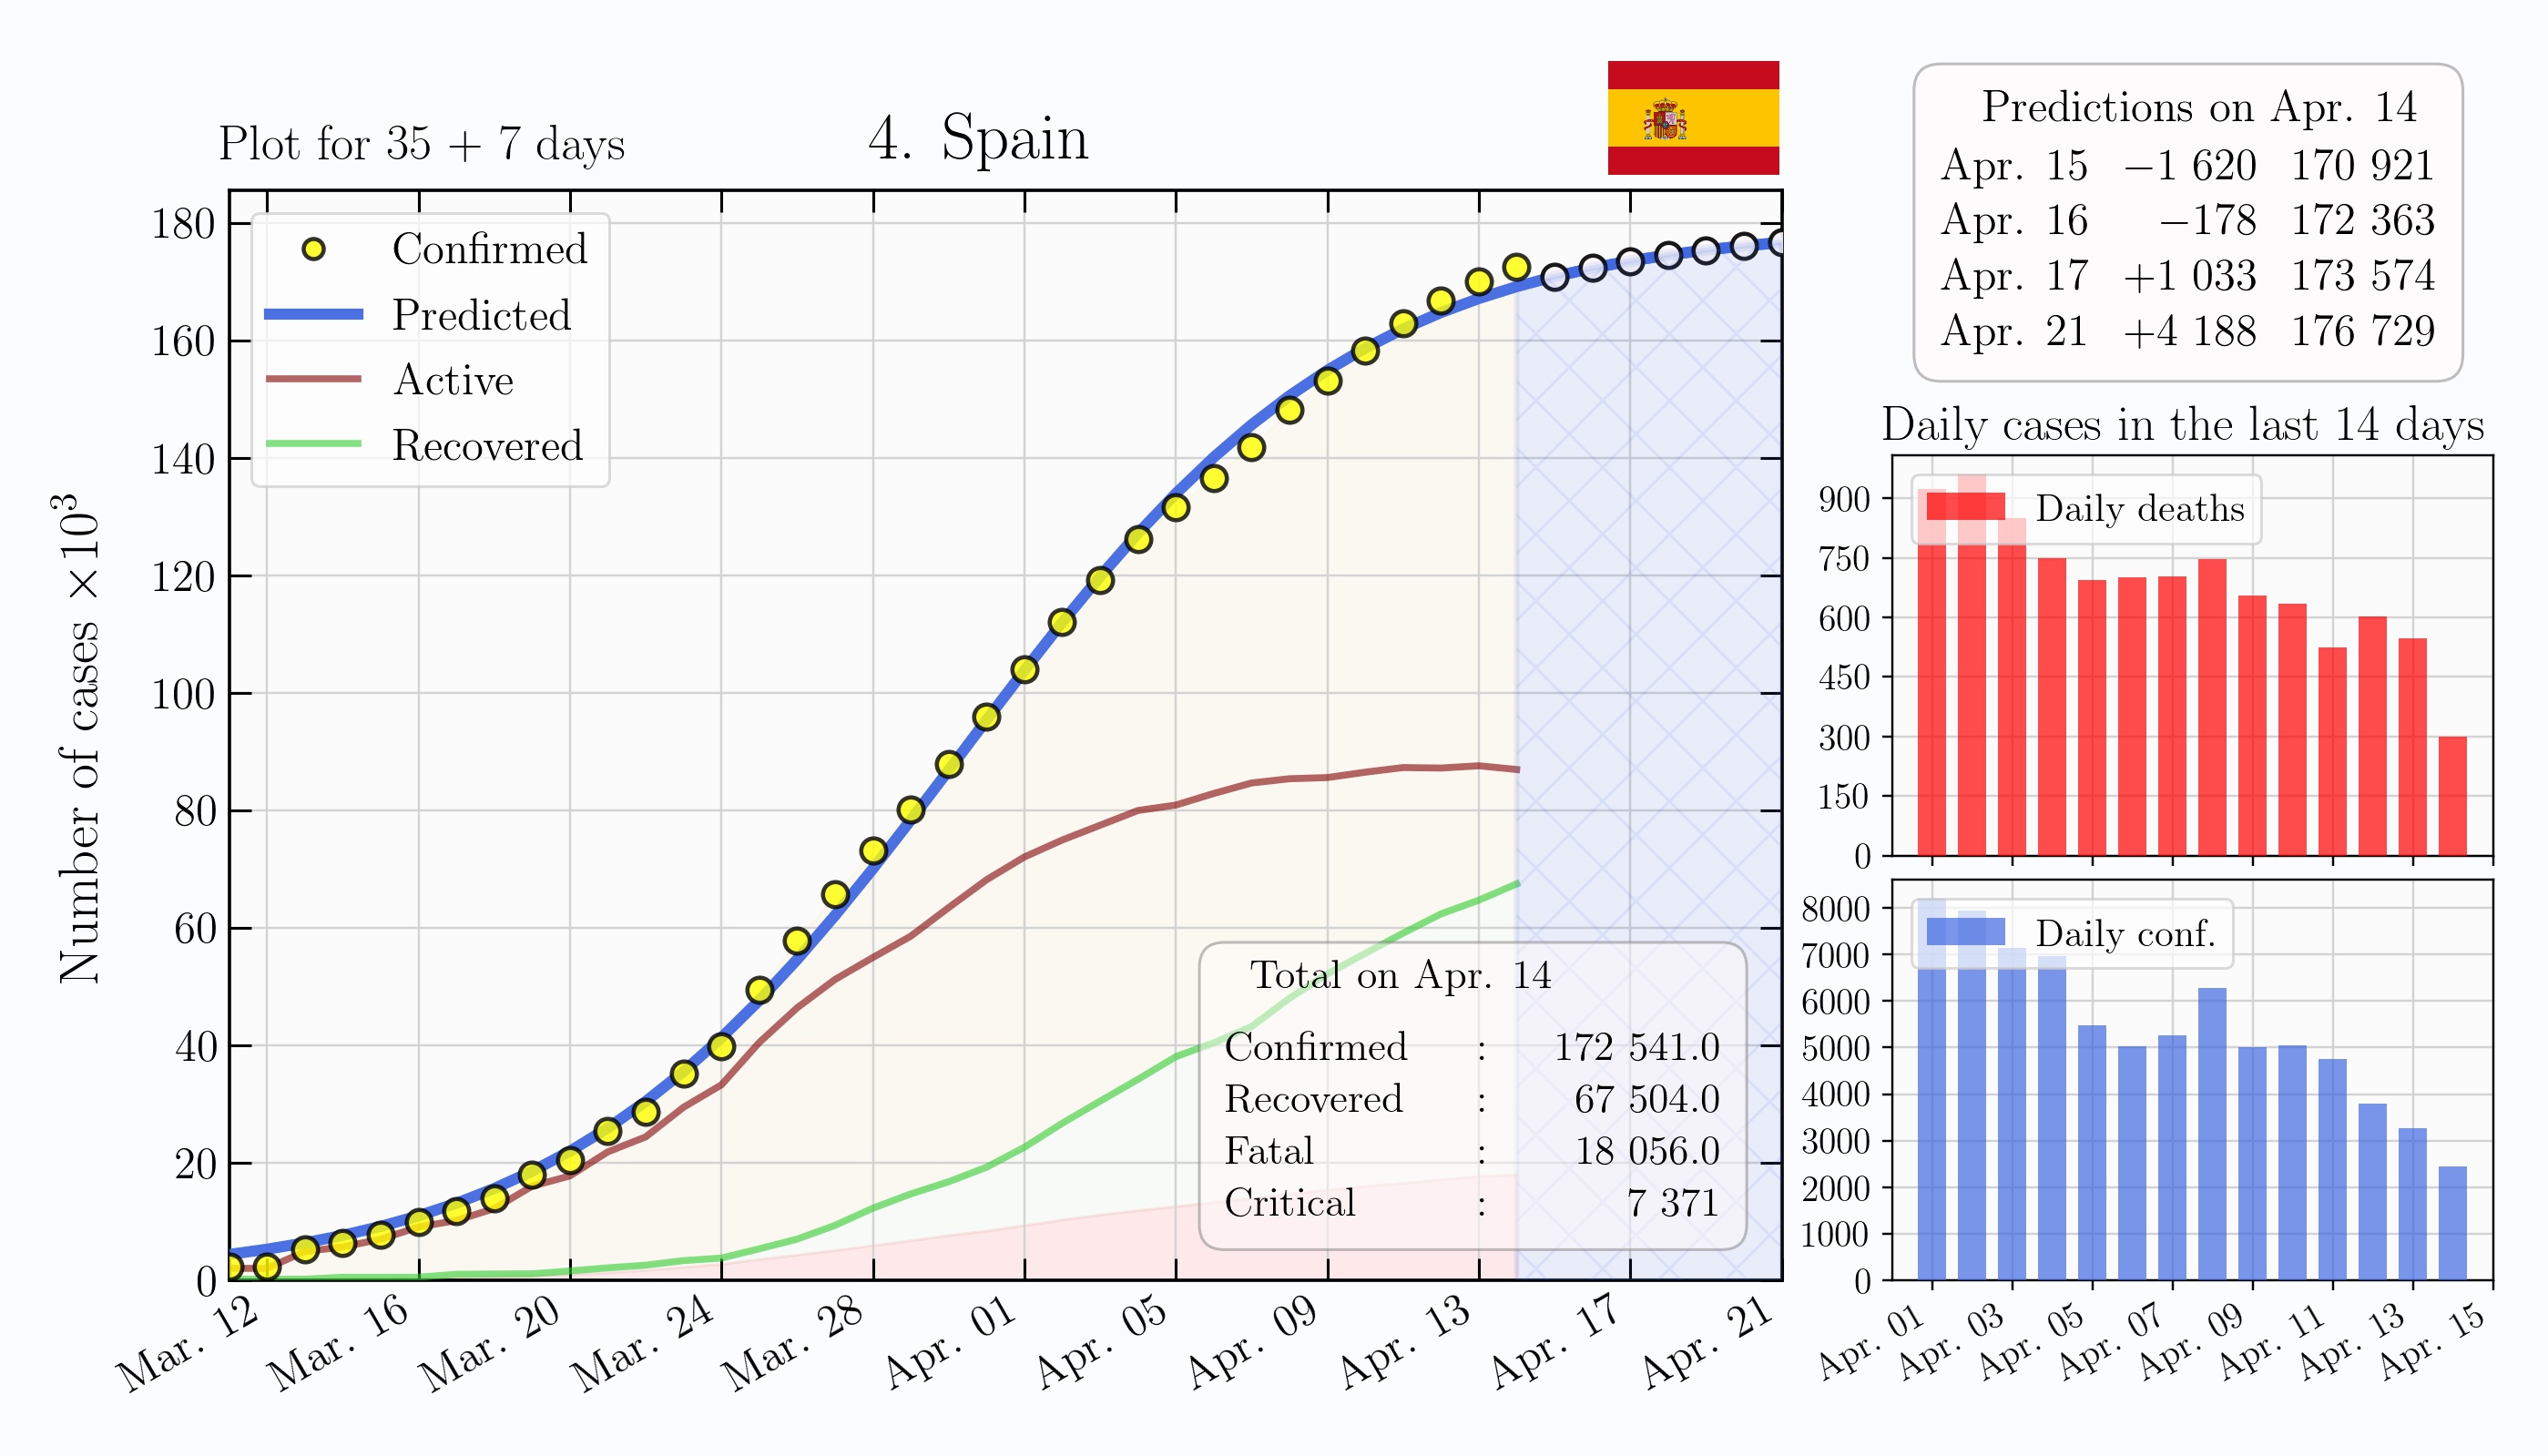 Plot for 35 + 7 days
4. Spain
Number of cases ×10³
180
160
140
120
100
80
60
40
20
0
Confirmed
Predicted
Active
Recovered
Total on Apr. 14
Confirmed : 172 541.0
Recovered : 67 504.0
Fatal : 18 056.0
Critical : 7 371
Mar. 12
Mar. 16
Mar. 20
Mar. 24
Mar. 28
Apr. 01
Apr. 05
Apr. 09
Apr. 13
Apr. 17
Apr. 21
Predictions on Apr. 14
Apr. 15 −1 620 170 921
Apr. 16 −178 172 363
Apr. 17 +1 033 173 574
Apr. 21 +4 188 176 729
Daily cases in the last 14 days
900
750
600
450
300
150
0
Daily deaths
8000
7000
6000
5000
4000
3000
2000
1000
0
Daily conf.
Apr. 01
Apr. 03
Apr. 05
Apr. 07
Apr. 09
Apr. 11
Apr. 13
Apr. 15